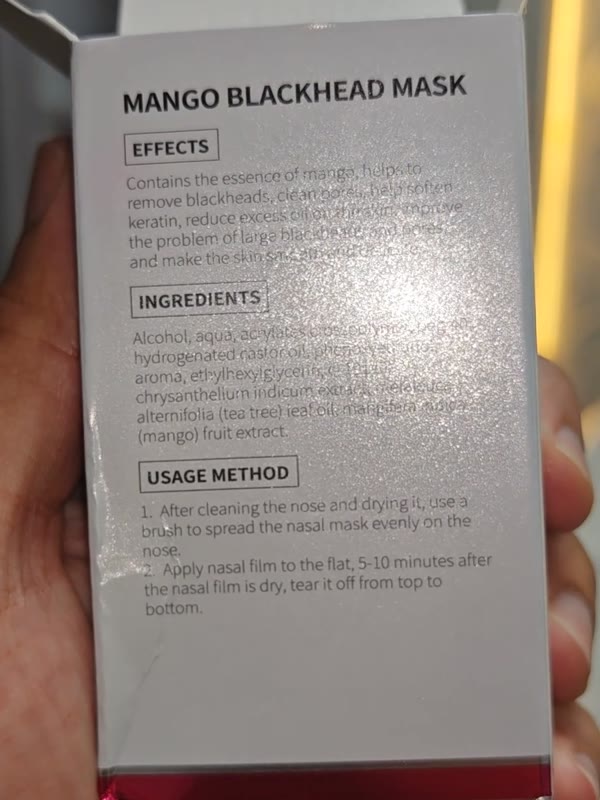 MANGO BLACKHEAD MASK
EFFECTS
Contains the essence of mango, helps to
remove blackheads, clean pores, help soften
keratin, reduce excess oil on improve
the problem of large and pores
and make the skin
INGREDIENTS
Alcohol, aqua, acrylates
hydrogenated castor oil,
aroma, ethylhexylglycerin,
chrysanthellum indicum extract, melaleuca
alternifolia (tea tree) leaf oil, mangifera
(mango) fruit extract.
USAGE METHOD
1. After cleaning the nose and drying it, use a
brush to spread the nasal mask evenly on the
nose.
2. Apply nasal film to the flat, 5-10 minutes after
the nasal film is dry, tear it off from top to
bottom.